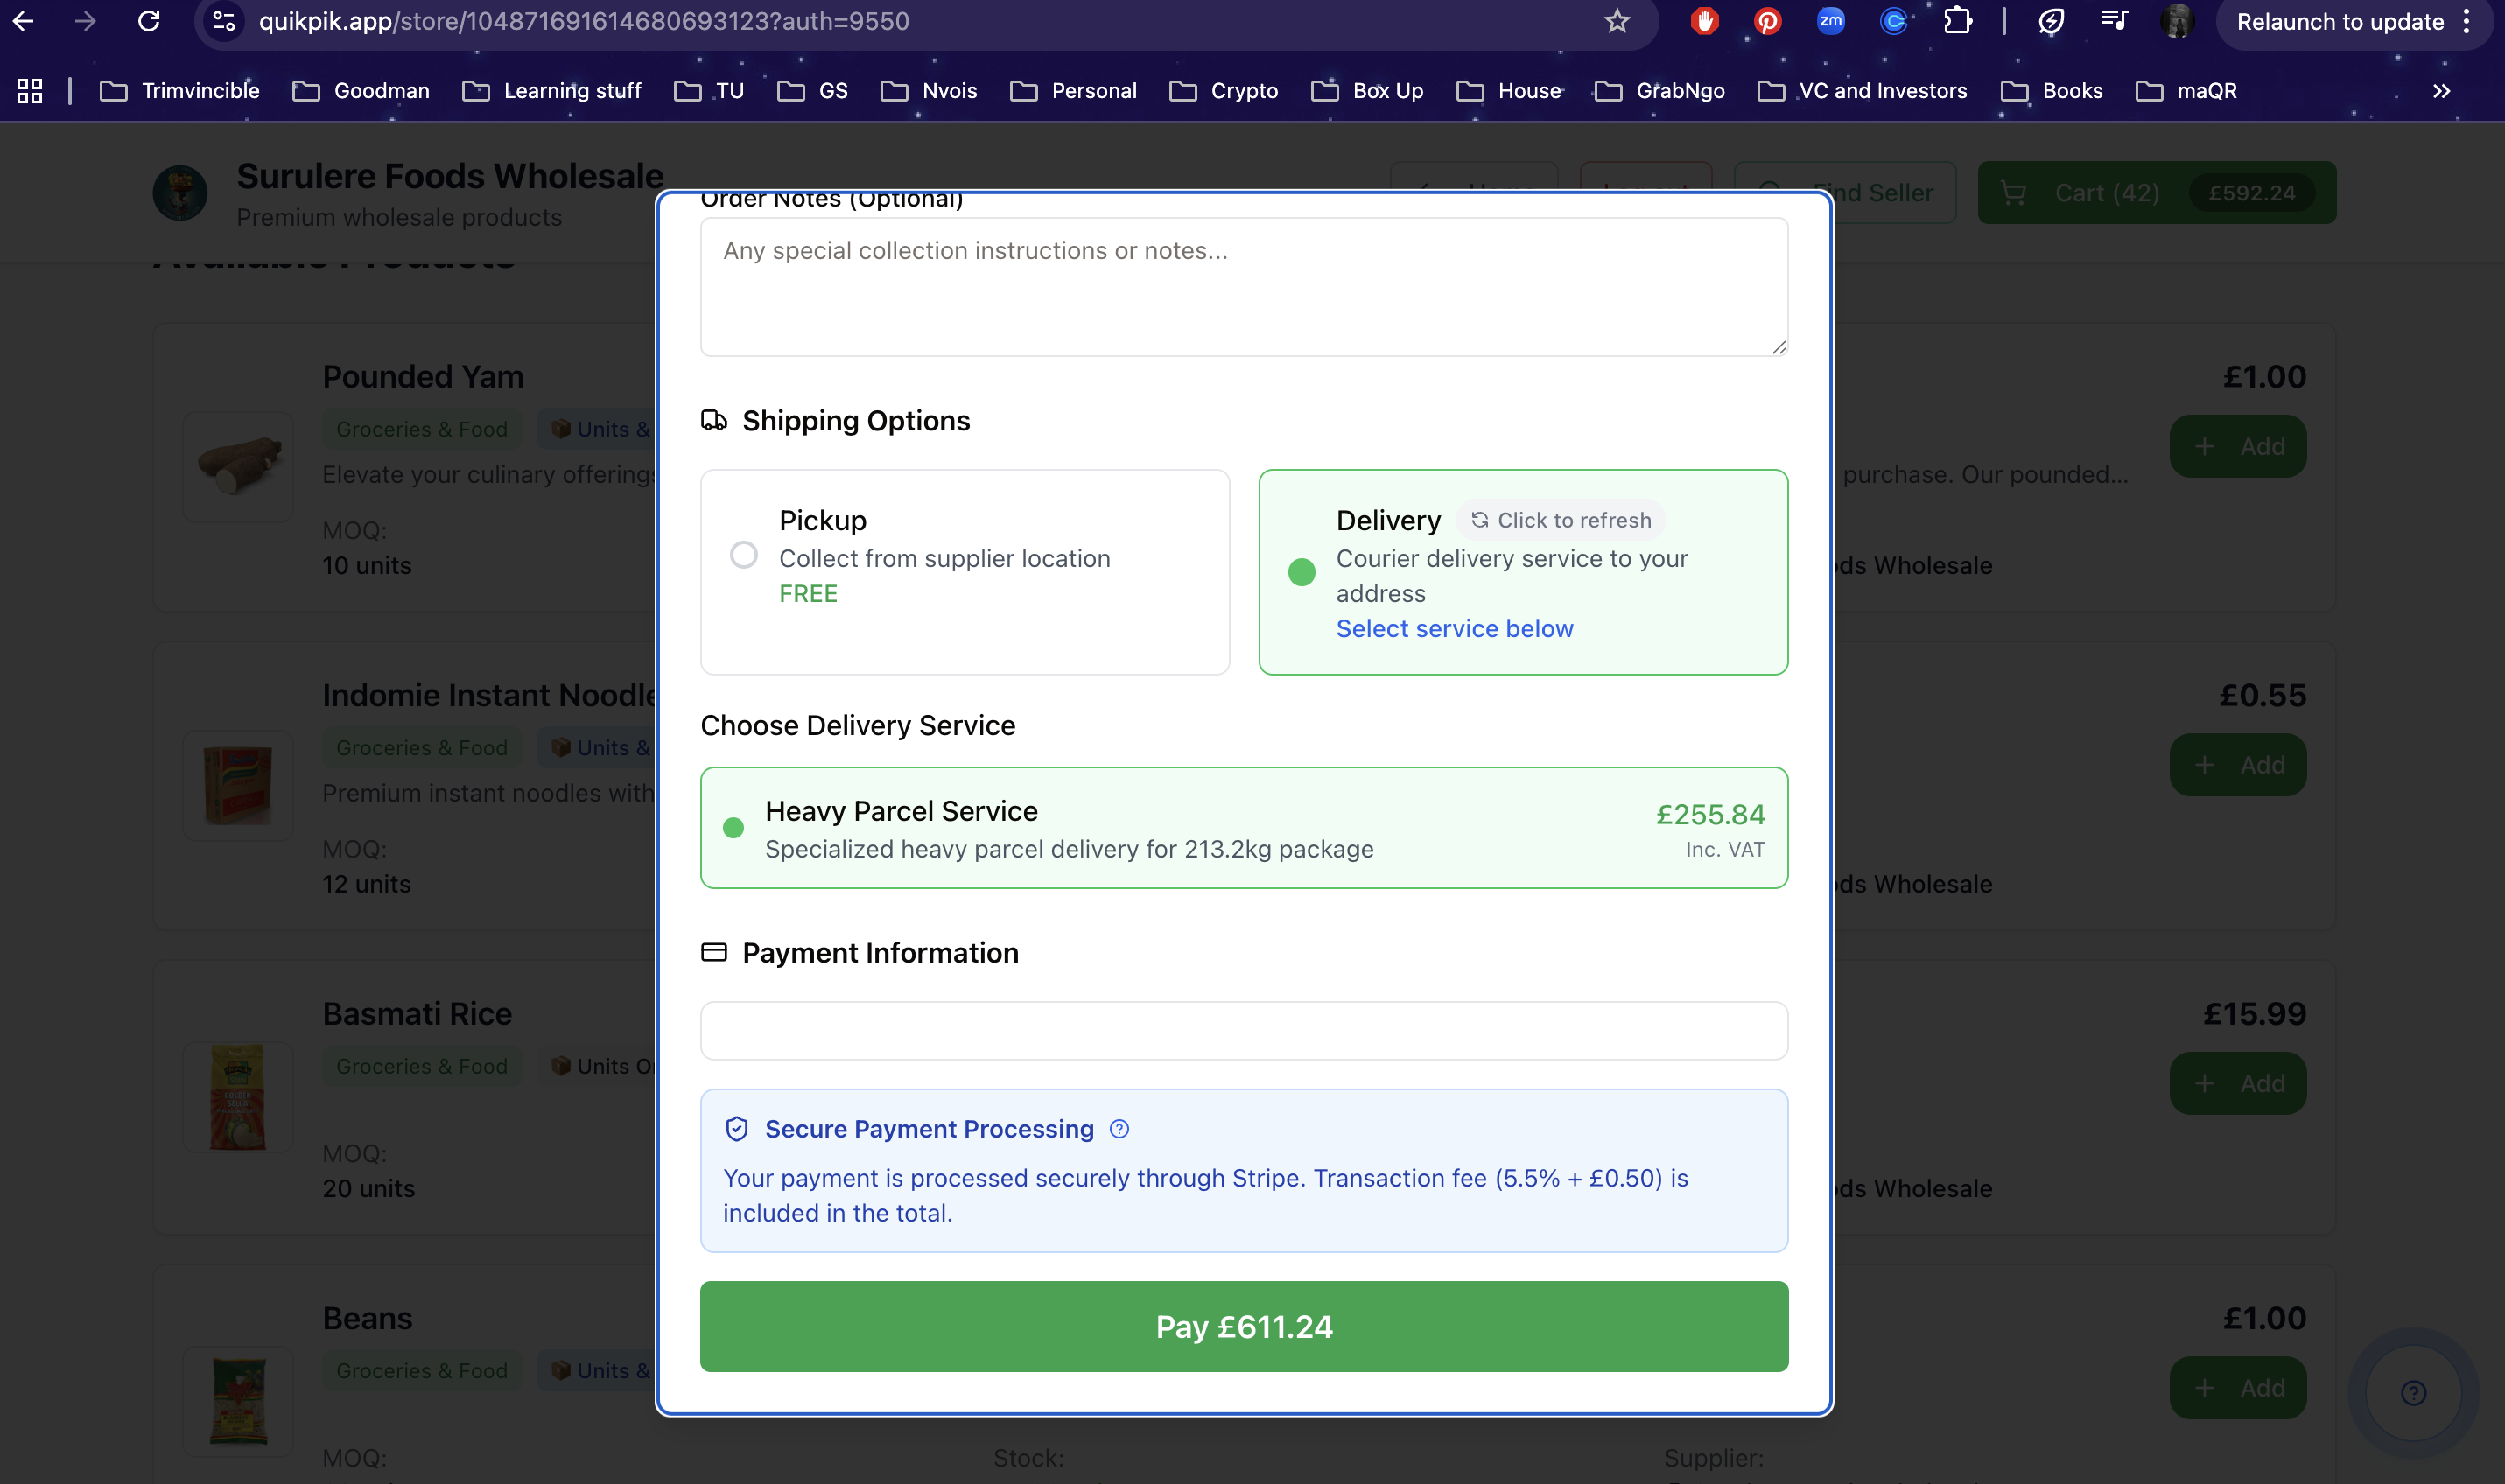 quikpik.app/store/104871691614680693123?auth=9550
zm
Relaunch to update
Trimvincible
Goodman
Learning stuff
TU
GS
Nvois
Personal
Crypto
Box Up
House
GrabNgo
VC and Investors
Books
maQR
Surulere Foods Wholesale
Premium wholesale products
Find Seller
Cart (42)
£592.24
Available Products
Order Notes (Optional)
Any special collection instructions or notes...
Shipping Options
Pickup
Collect from supplier location
FREE
Delivery
Click to refresh
Courier delivery service to your
address
Select service below
Choose Delivery Service
Heavy Parcel Service
£255.84
Specialized heavy parcel delivery for 213.2kg package
Inc. VAT
Payment Information
Secure Payment Processing
Your payment is processed securely through Stripe. Transaction fee (5.5% + £0.50) is
included in the total.
Pay £611.24
Pounded Yam
£1.00
Groceries & Food
Units &
Add
Elevate your culinary offerings
purchase. Our pounded...
MOQ:
10 units
ods Wholesale
Indomie Instant Noodle
£0.55
Groceries & Food
Units &
Add
Premium instant noodles with
MOQ:
12 units
ods Wholesale
Basmati Rice
£15.99
Groceries & Food
Units O
Add
MOQ:
20 units
ods Wholesale
Beans
£1.00
Groceries & Food
Units &
Add
MOQ:
Stock:
Supplier: